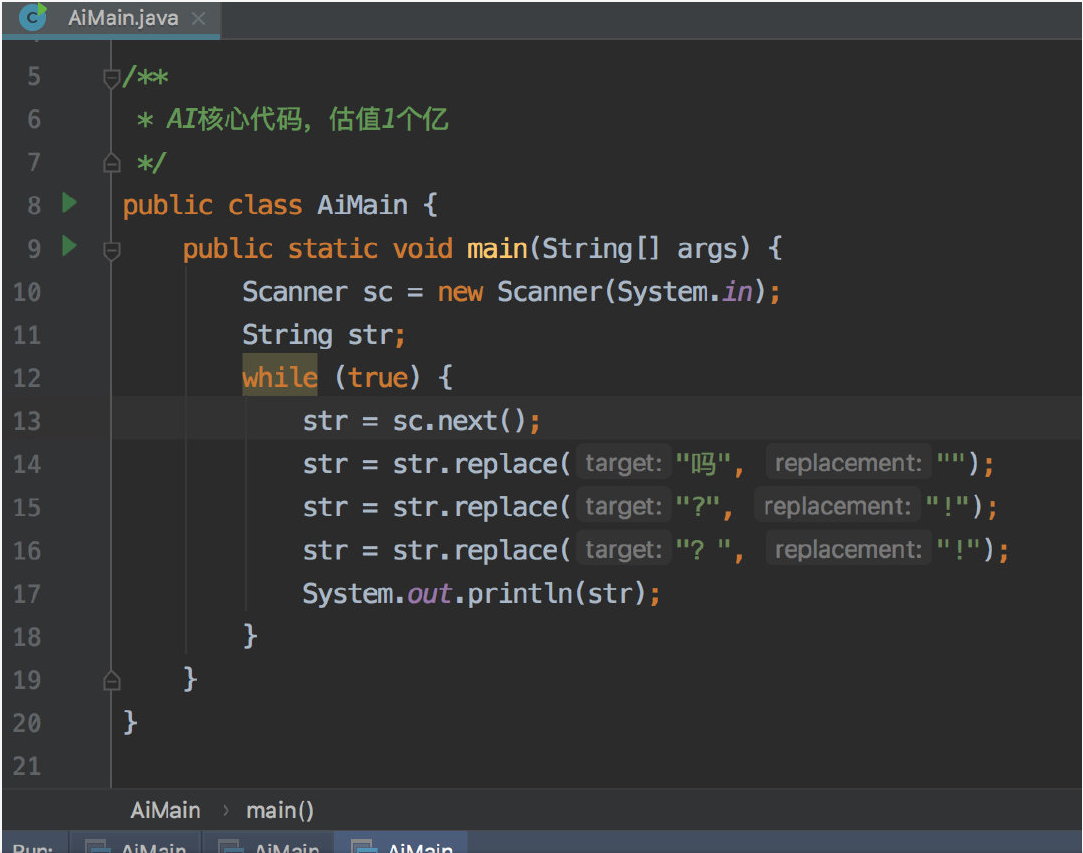 AiMain.java
5 /**
6 * AI核心代码，估值1个亿
7 */
8 public class AiMain {
9 public static void main(String[] args) {
10 Scanner sc = new Scanner(System.in);
11 String str;
12 while (true) {
13 str = sc.next();
14 str = str.replace( target: "吗", replacement: "");
15 str = str.replace( target: "?", replacement: "!");
16 str = str.replace( target: "？", replacement: "!");
17 System.out.println(str);
18 }
19 }
20 }
21
AiMain › main()
Run: AiMain AiMain AiMain